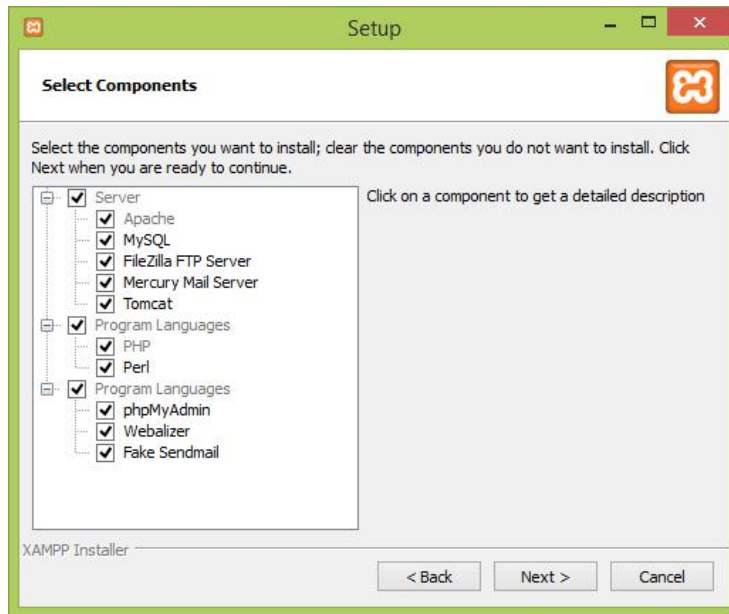 Setup
Select Components
Select the components you want to install; clear the components you do not want to install. Click
Next when you are ready to continue.
Server
Apache
MySQL
FileZilla FTP Server
Mercury Mail Server
Tomcat
Program Languages
PHP
Perl
Program Languages
phpMyAdmin
Webalizer
Fake Sendmail
Click on a component to get a detailed description
XAMPP Installer
< Back
Next >
Cancel